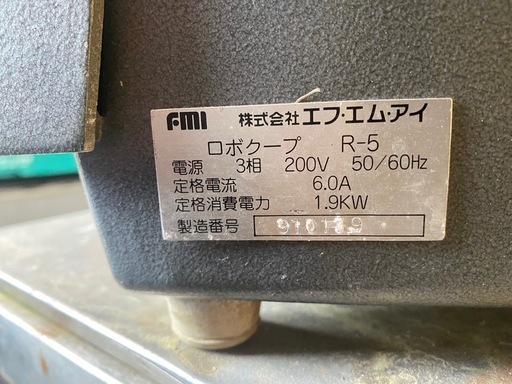 FMI 株式会社エフ・エム・アイ
ロボクープ R-5
電源 3相 200V 50/60Hz
定格電流 6.0A
定格消費電力 1.9KW
製造番号